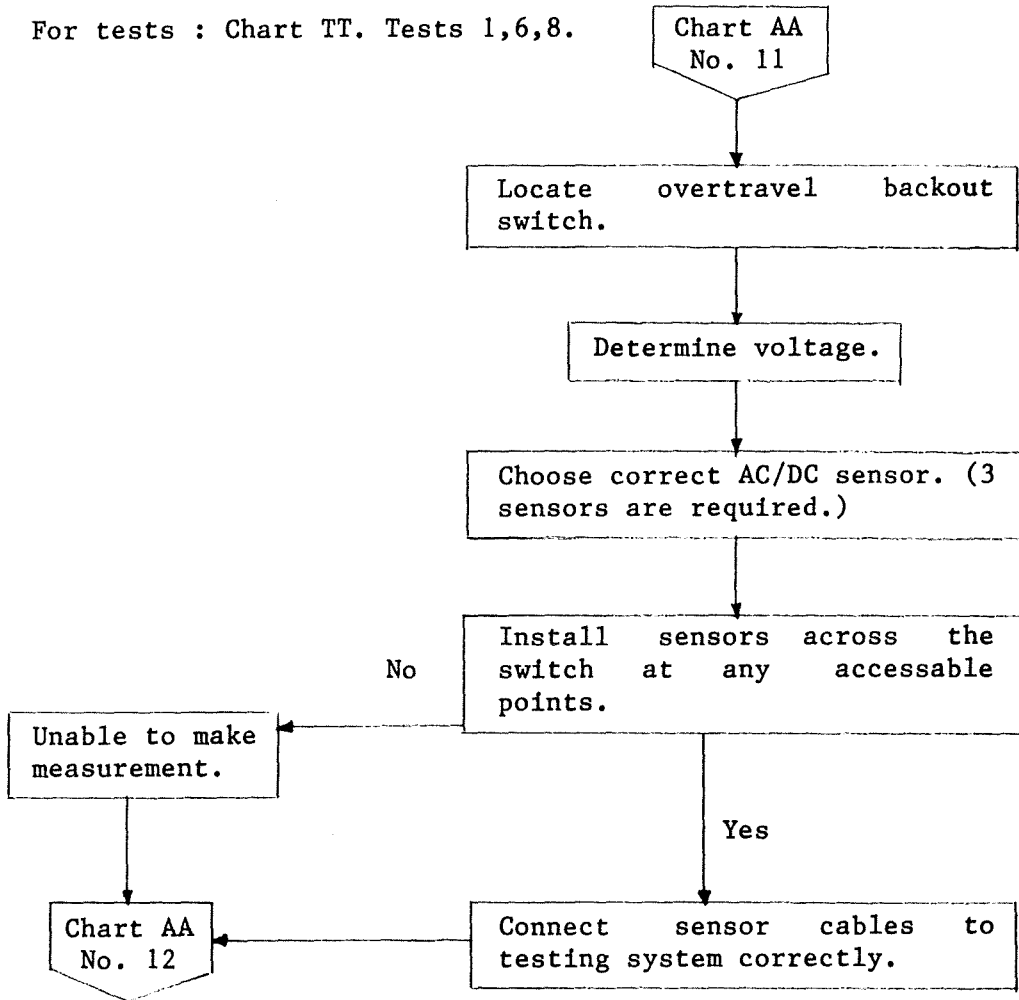 For tests : Chart TT. Tests 1,6,8.
Chart AA
No. 11
Locate overtravel backout
switch.
Determine voltage.
Choose correct AC/DC sensor. (3
sensors are required.)
Install sensors across the
switch at any accessable
points.
No
Unable to make
measurement.
Yes
Chart AA
No. 12
Connect sensor cables to
testing system correctly.